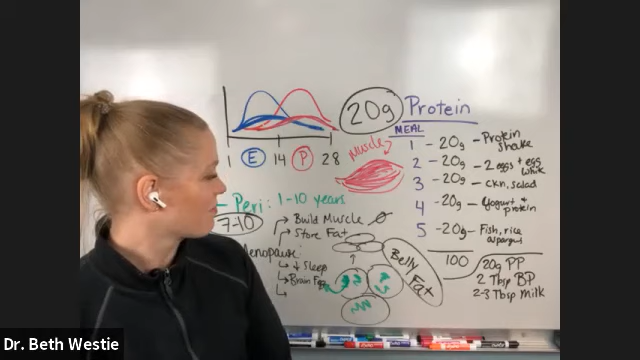 20g Protein
MEAL
Muscle
1 - 20g - Protein Shake
2 - 20g - 2 eggs + egg white
3 - 20g - ckn, salad
4 - 20g - Yogurt + protein
5 - 20g - Fish, rice asparagus
100
20g PP
2 Tbsp BP
2-3 Tbsp Milk
1 E 14 P 28
- Peri: 1-10 years
7-10
→ Build Muscle
→ Store Fat
Menopause
→ ↓ Sleep
→ Brain Fog
Belly Fat
Dr. Beth Westie